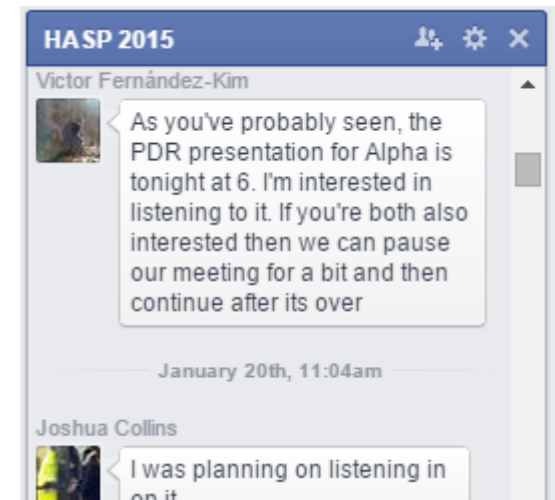 HASP 2015
Victor Fernández-Kim
As you've probably seen, the
PDR presentation for Alpha is
tonight at 6. I'm interested in
listening to it. If you're both also
interested then we can pause
our meeting for a bit and then
continue after its over
January 20th, 11:04am
Joshua Collins
I was planning on listening in
on it